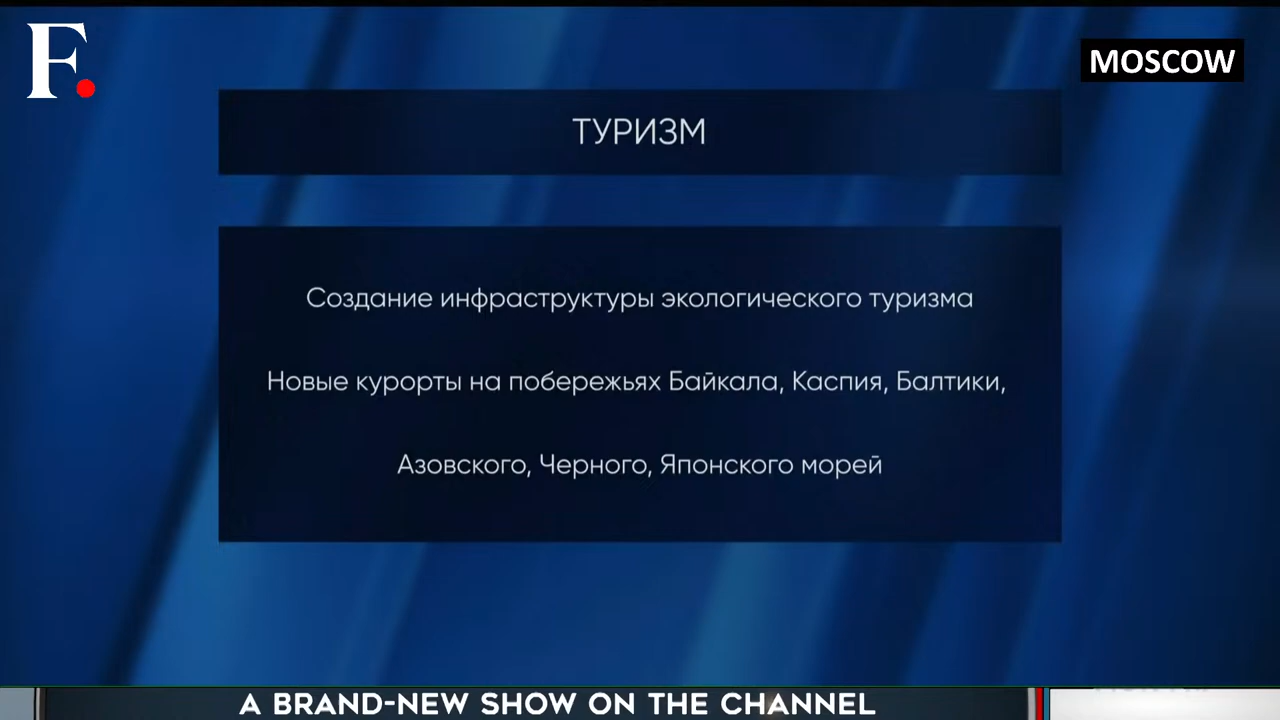 F.
MOSCOW
ТУРИЗМ
Создание инфраструктуры экологического туризма
Новые курорты на побережьях Байкала, Каспия, Балтики,
Азовского, Черного, Японского морей
A BRAND-NEW SHOW ON THE CHANNEL